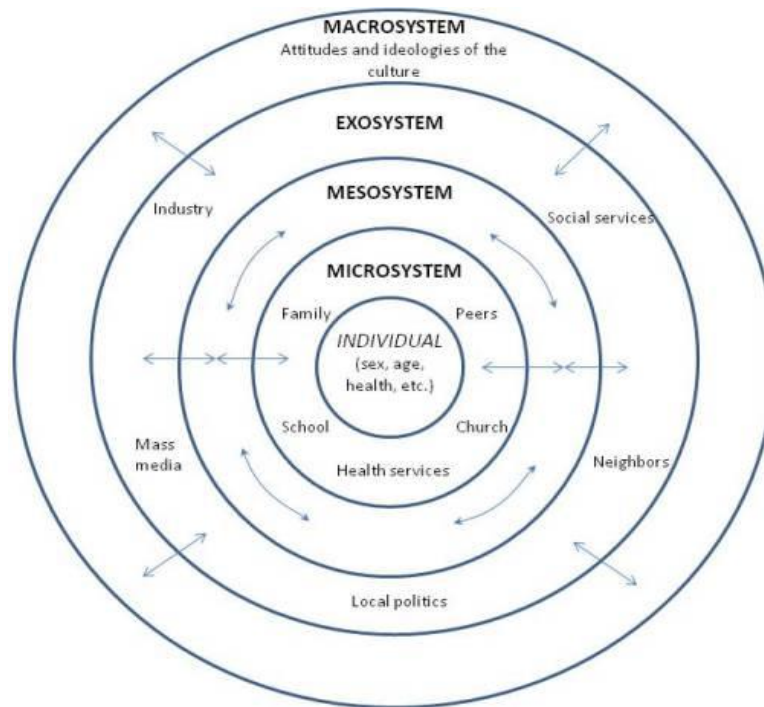 MACROSYSTEM
Attitudes and ideologies of the
culture
EXOSYSTEM
MESOSYSTEM
Industry
Social services
MICROSYSTEM
Family
Peers
INDIVIDUAL
(sex, age,
health, etc.)
School
Church
Mass
media
Health services
Neighbors
Local politics